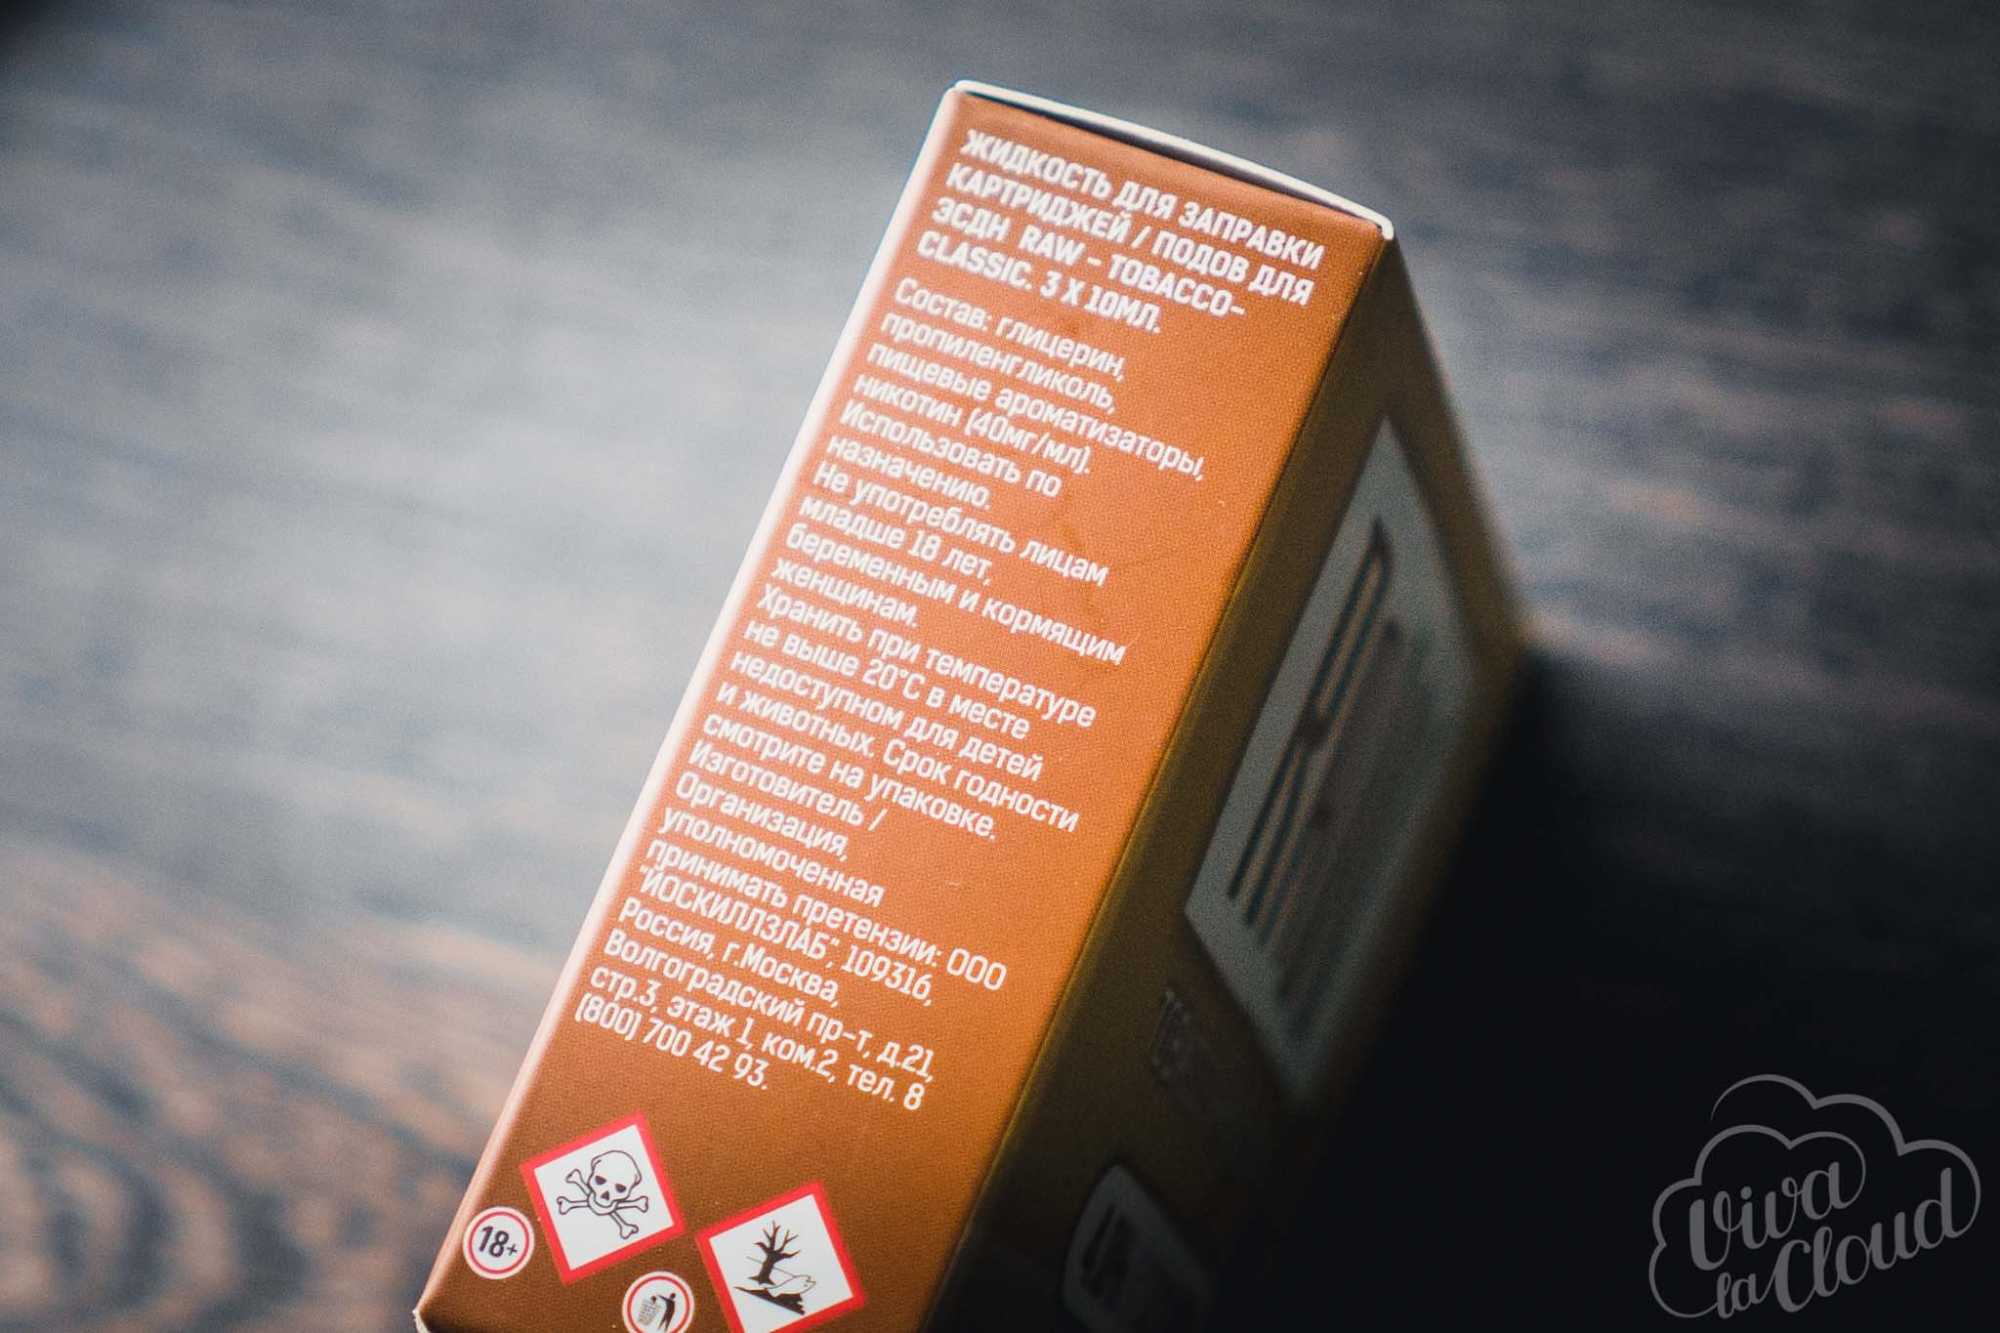 ЖИДКОСТЬ ДЛЯ ЗАПРАВКИ
КАРТРИДЖЕЙ / ПОДОВ ДЛЯ
ЭСДН RAW - TOBACCO-
CLASSIC. 3 X 10МЛ.
Состав: глицерин,
пропиленгликоль,
пищевые ароматизаторы,
никотин (40мг/мл).
Использовать по
назначению.
Не употреблять лицам
младше 18 лет,
беременным и кормящим
женщинам.
Хранить при температуре
не выше 20°C в месте
недоступном для детей
и животных. Срок годности
смотрите на упаковке.
Изготовитель /
Организация,
уполномоченная
принимать претензии: ООО
"ЙОСКИЛЛЗЛАБ", 109316,
Россия, г.Москва,
Волгоградский пр-т, д.21,
стр.3, этаж 1, ком.2, тел. 8
(800) 700 42 93.
18+
Viva
la Cloud